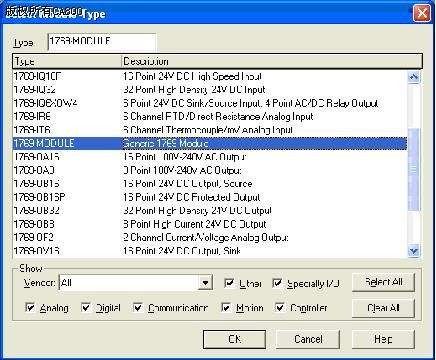 Type
Type
1769-MODULE
Type Description
16 Point 24V DC High Speed Input
32 Point High Density 24V DC Input
6 Point 24V DC Sink/Source Input, 4 Point AC/DC Relay Output
1769-IR6 6 Channel RTD/Direct Resistance Analog Input
1769-IT6 6 Channel Thermocouple/mV Analog Input
1769-MODULE Generic 1769 Module
1769-OA16 16 Point 100V-240V AC Output
1769-OA8 8 Point 100V-240V AC Output
1769-OB16 16 Point 24V DC Output, Source
1769-OB16P 16 Point 24V DC Protected Output
1769-OB32 32 Point High Density 24V DC Output
1769-OB8 8 Point High Current 24V DC Output
1769-OF2 2 Channel Current/Voltage Analog Output
1769-OV16 16 Point 24V DC Output, Sink
Show
Vendor: All
Other
Specialty I/O
Select All
Analog
Digital
Communication
Motion
Controller
Clear All
OK
Cancel
Help